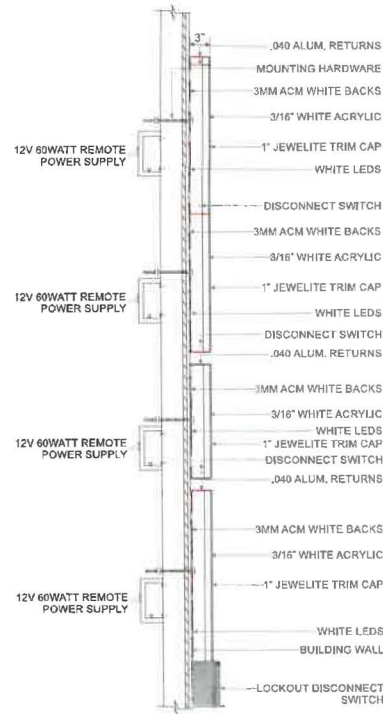 3"
.040 ALUM. RETURNS
MOUNTING HARDWARE
3MM ACM WHITE BACKS
3/16" WHITE ACRYLIC
12V 60WATT REMOTE
POWER SUPPLY
1" JEWELITE TRIM CAP
WHITE LEDS
DISCONNECT SWITCH
3MM ACM WHITE BACKS
3/16" WHITE ACRYLIC
12V 60WATT REMOTE
POWER SUPPLY
1" JEWELITE TRIM CAP
WHITE LEDS
DISCONNECT SWITCH
.040 ALUM. RETURNS
3MM ACM WHITE BACKS
3/16" WHITE ACRYLIC
WHITE LEDS
12V 60WATT REMOTE
POWER SUPPLY
1" JEWELITE TRIM CAP
DISCONNECT SWITCH
.040 ALUM. RETURNS
3MM ACM WHITE BACKS
3/16" WHITE ACRYLIC
1" JEWELITE TRIM CAP
12V 60WATT REMOTE
POWER SUPPLY
WHITE LEDS
BUILDING WALL
LOCKOUT DISCONNECT
SWITCH